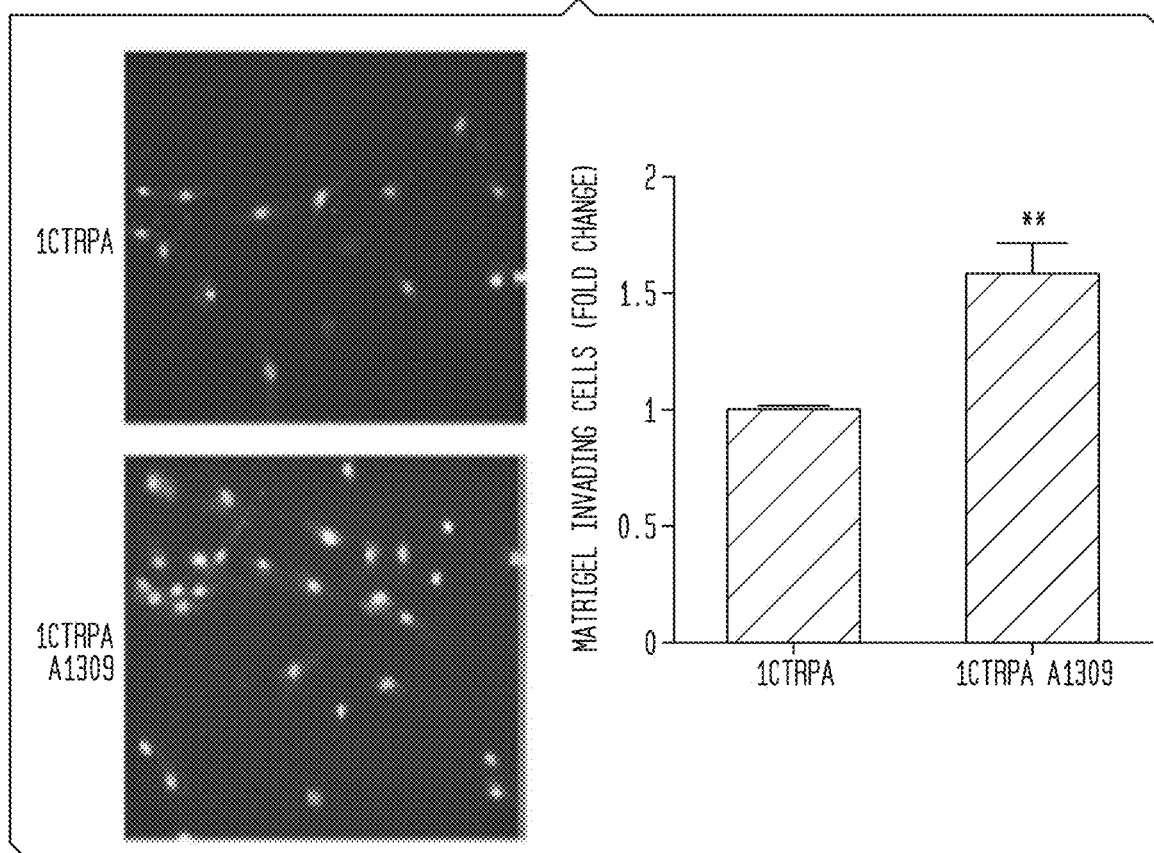 1CTRPA
1CTRPA
A1309
MATRIGEL INVADING CELLS (FOLD CHANGE)
2
1.5
1
0.5
0
**
1CTRPA
1CTRPA A1309